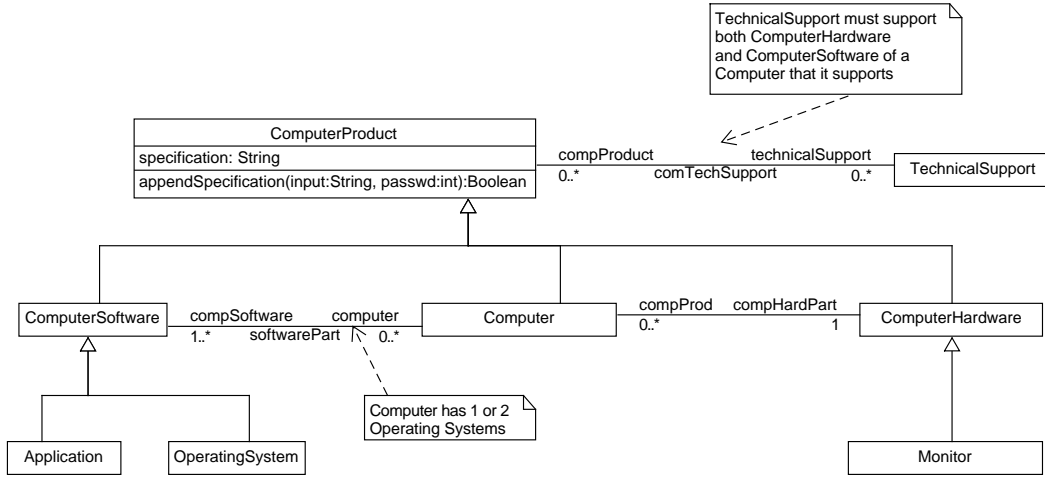 TechnicalSupport must support
both ComputerHardware
and ComputerSoftware of a
Computer that it supports
ComputerProduct
specification: String
appendSpecification(input:String, passwd:int):Boolean
compProduct
technicalSupport
0..*
comTechSupport
0..*
TechnicalSupport
ComputerSoftware
compSoftware
computer
1..*
softwarePart
0..*
Computer
compProd
compHardPart
0..*
1
ComputerHardware
Computer has 1 or 2
Operating Systems
Application
OperatingSystem
Monitor